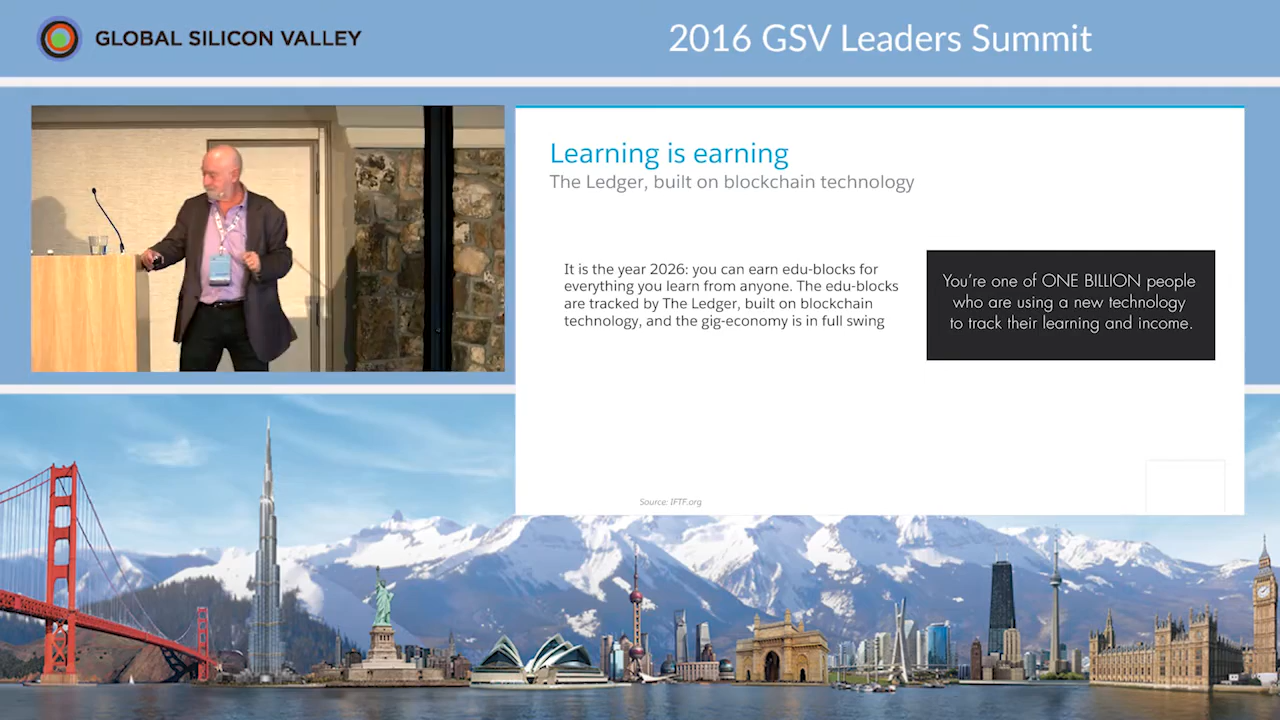 GLOBAL SILICON VALLEY
2016 GSV Leaders Summit
Learning is earning
The Ledger, built on blockchain technology
It is the year 2026: you can earn edu-blocks for
everything you learn from anyone. The edu-blocks
are tracked by The Ledger, built on blockchain
technology, and the gig-economy is in full swing
You're one of ONE BILLION people
who are using a new technology
to track their learning and income.
Source: IFTF.org